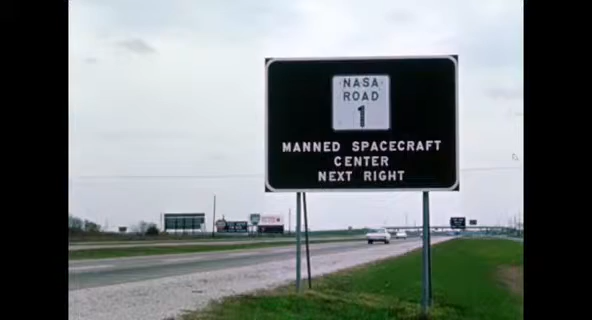 NASA
ROAD
1
MANNED SPACECRAFT
CENTER
NEXT RIGHT